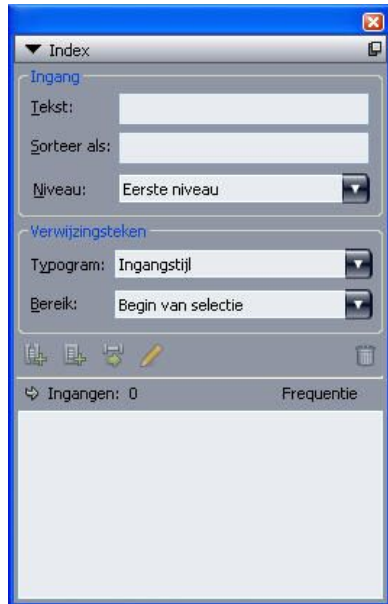 Index
Ingang
Tekst:
Sorteer als:
Niveau: Eerste niveau
Verwijzingsteken
Typogram: Ingangstijl
Bereik: Begin van selectie
Ingangen: 0 Frequentie